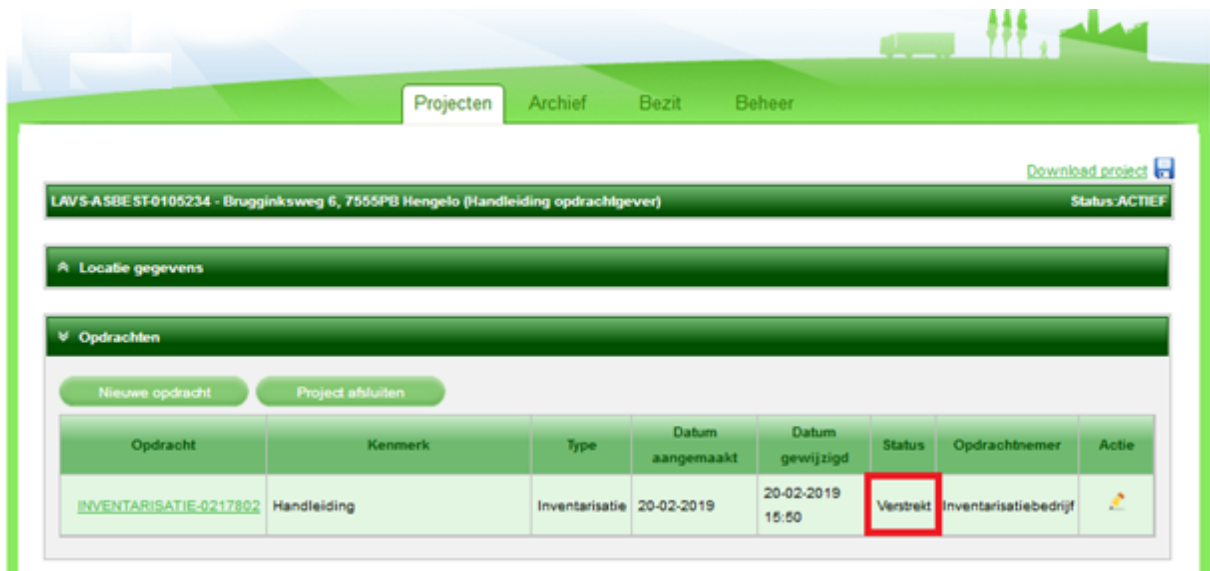 Projecten Archief Bezit Beheer
Download project
LAVS-ASBEST-0105234 - Brugginksweg 6, 7555PB Hengelo (Handleiding opdrachtgever) Status:ACTIEF
Locatie gegevens
Opdrachten
Nieuwe opdracht Project afsluiten
Opdracht Kenmerk Type Datum aangemaakt Datum gewijzigd Status Opdrachtnemer Actie
INVENTARISATIE-0217802 Handleiding Inventarisatie 20-02-2019 20-02-2019 15:50 Verstrekt Inventarisatiebedrijf